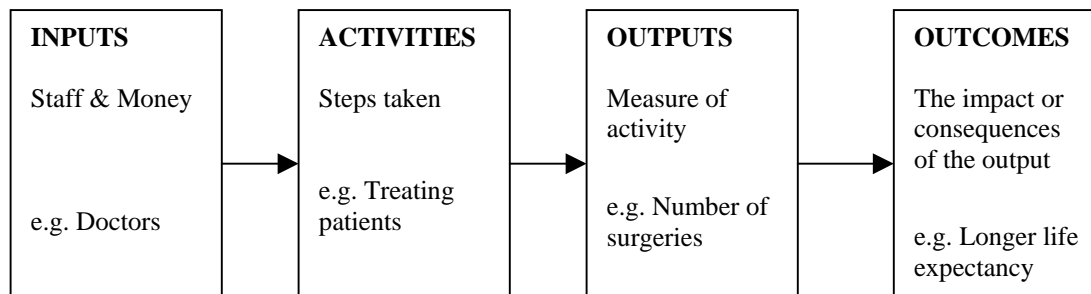 INPUTS
Staff & Money
e.g. Doctors
ACTIVITIES
Steps taken
e.g. Treating
patients
OUTPUTS
Measure of
activity
e.g. Number of
surgeries
OUTCOMES
The impact or
consequences
of the output
e.g. Longer life
expectancy